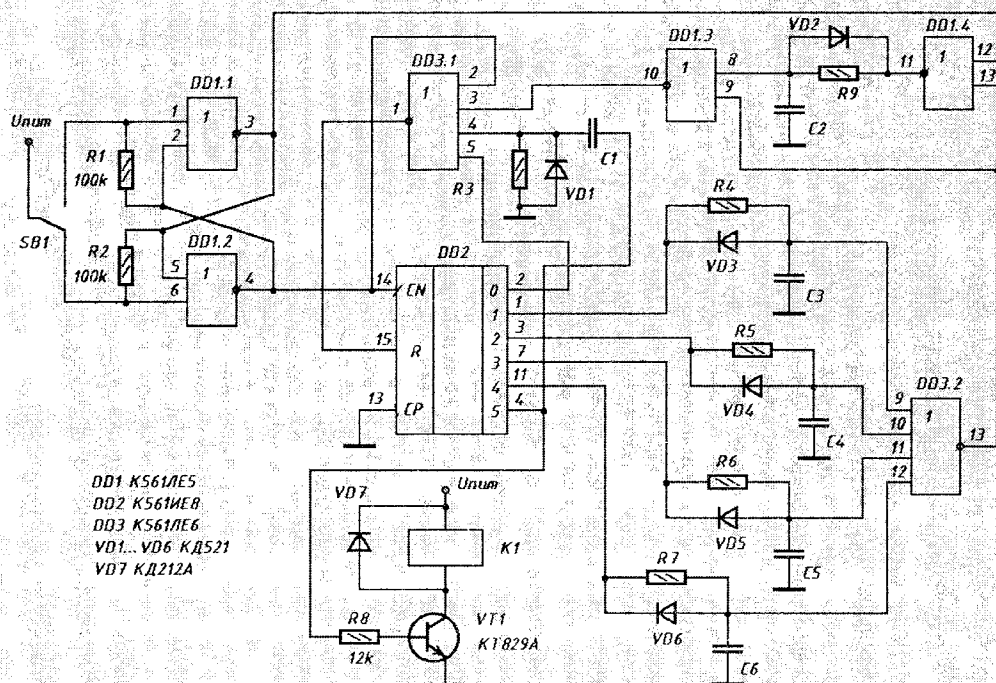 VD2
DD1.4
DD1.3
DD3.1
DD1.1
Uпит
1
2
1
3
R1
100k
SB1
R2
100k
DD1.2
5
6
1
4
1
1
2
3
4
5
R3
VD1
C1
10
1
8
9
C2
R9
11
1
12
13
DD2
14
CN
15
R
13
CP
0
1
2
3
4
5
2
1
3
7
11
4
R4
VD3
C3
R5
VD4
C4
R6
VD5
C5
R7
VD6
C6
DD3.2
9
10
11
12
1
13
DD1 К561ЛЕ5
DD2 К561ИЕ8
DD3 К561ЛЕ6
VD1...VD6 КД521
VD7 КД212А
VD7
Uпит
K1
R8
12k
VT1
КТ829А